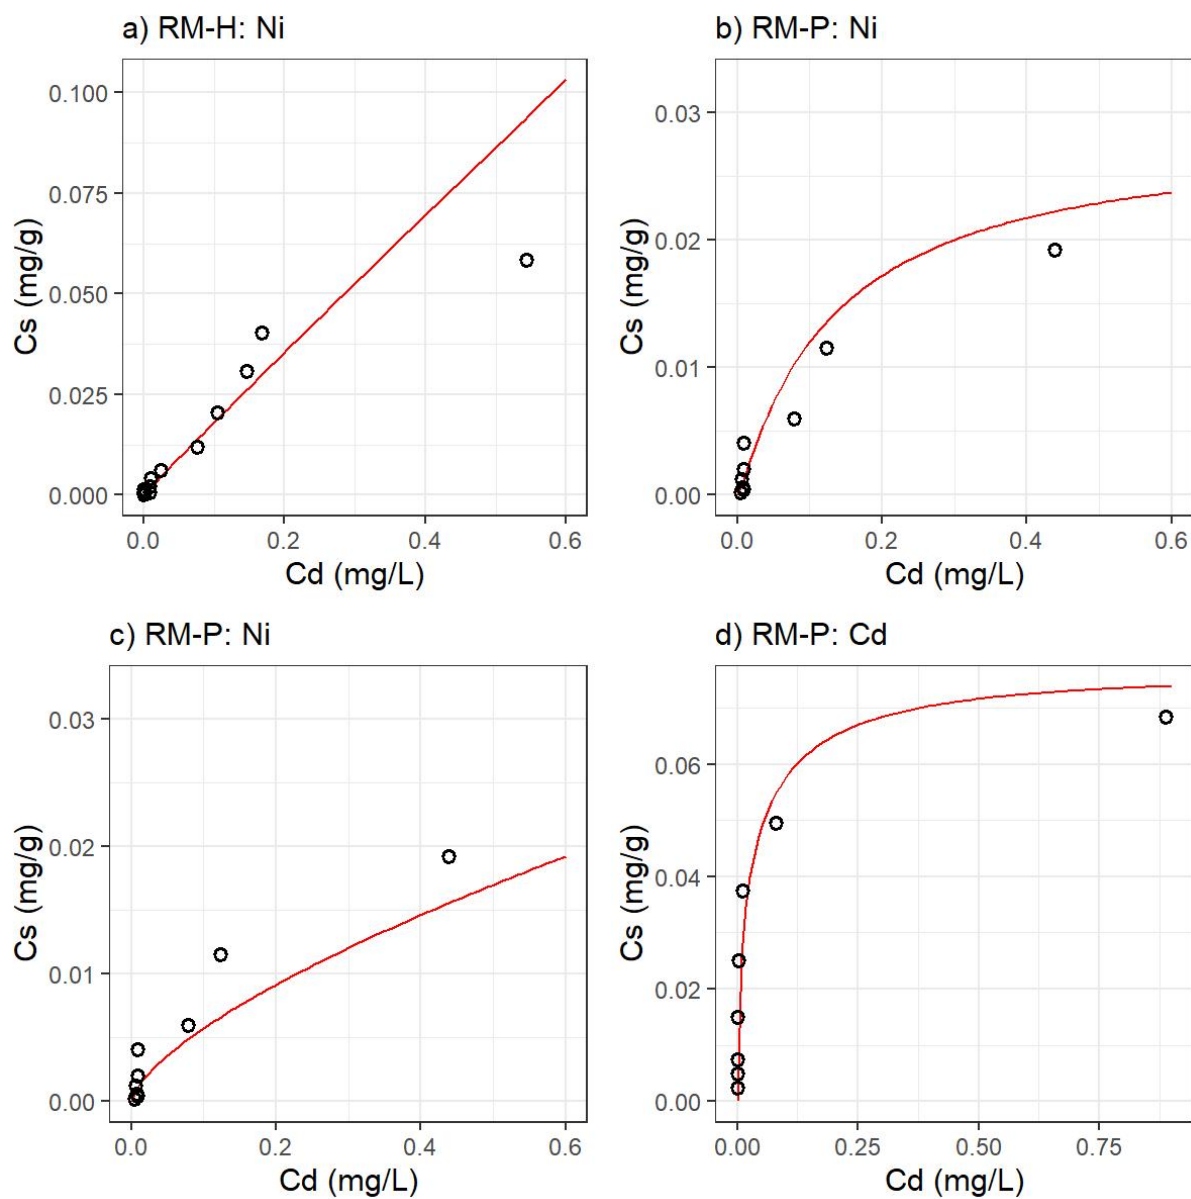 a) RM-H: Ni
b) RM-P: Ni
0.100
0.075
0.050
0.025
0.000
Cs (mg/g)
0.0 0.2 0.4 0.6
Cd (mg/L)
0.03
0.02
0.01
0.00
Cs (mg/g)
0.0 0.2 0.4 0.6
Cd (mg/L)
c) RM-P: Ni
d) RM-P: Cd
0.03
0.02
0.01
0.00
Cs (mg/g)
0.0 0.2 0.4 0.6
Cd (mg/L)
0.06
0.04
0.02
0.00
Cs (mg/g)
0.00 0.25 0.50 0.75
Cd (mg/L)